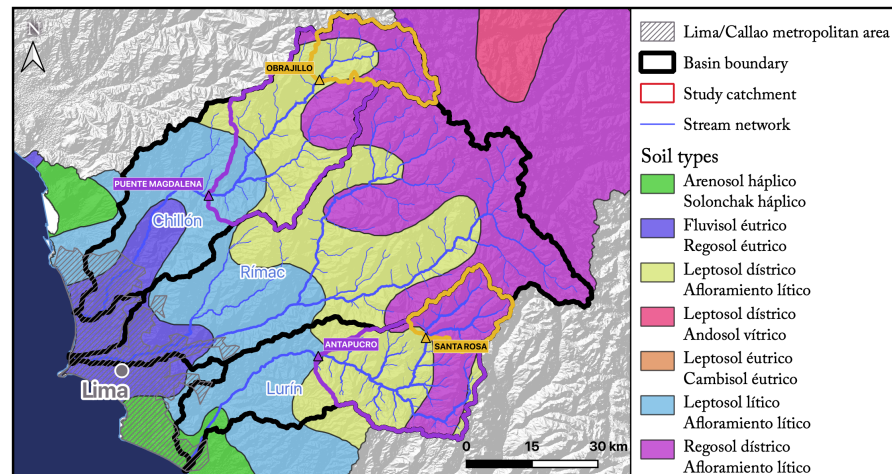 N
OBRAJILLO
PUENTE MAGDALENA
Chillón
Rímac
ANTAPUCRO
SANTA ROSA
Lima
Lurín
0 15 30 km
Lima/Callao metropolitan area
Basin boundary
Study catchment
Stream network
Soil types
Arenosol háplico
Solonchak háplico
Fluvisol éutrico
Regosol éutrico
Leptosol dístrico
Afloramiento lítico
Leptosol dístrico
Andosol vítrico
Leptosol éutrico
Cambisol éutrico
Leptosol lítico
Afloramiento lítico
Regosol dístrico
Afloramiento lítico